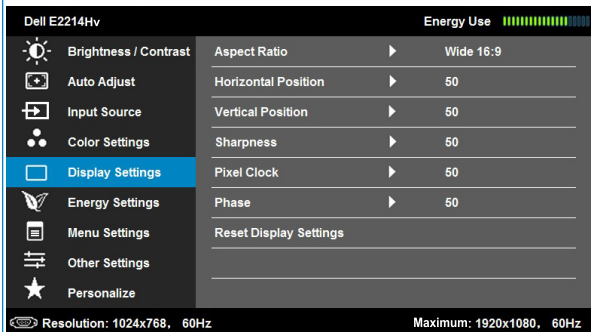 Dell E2214Hv Energy Use
Brightness / Contrast Aspect Ratio Wide 16:9
Auto Adjust Horizontal Position 50
Input Source Vertical Position 50
Color Settings Sharpness 50
Display Settings Pixel Clock 50
Energy Settings Phase 50
Menu Settings Reset Display Settings
Other Settings
Personalize
Resolution: 1024x768, 60Hz Maximum: 1920x1080, 60Hz